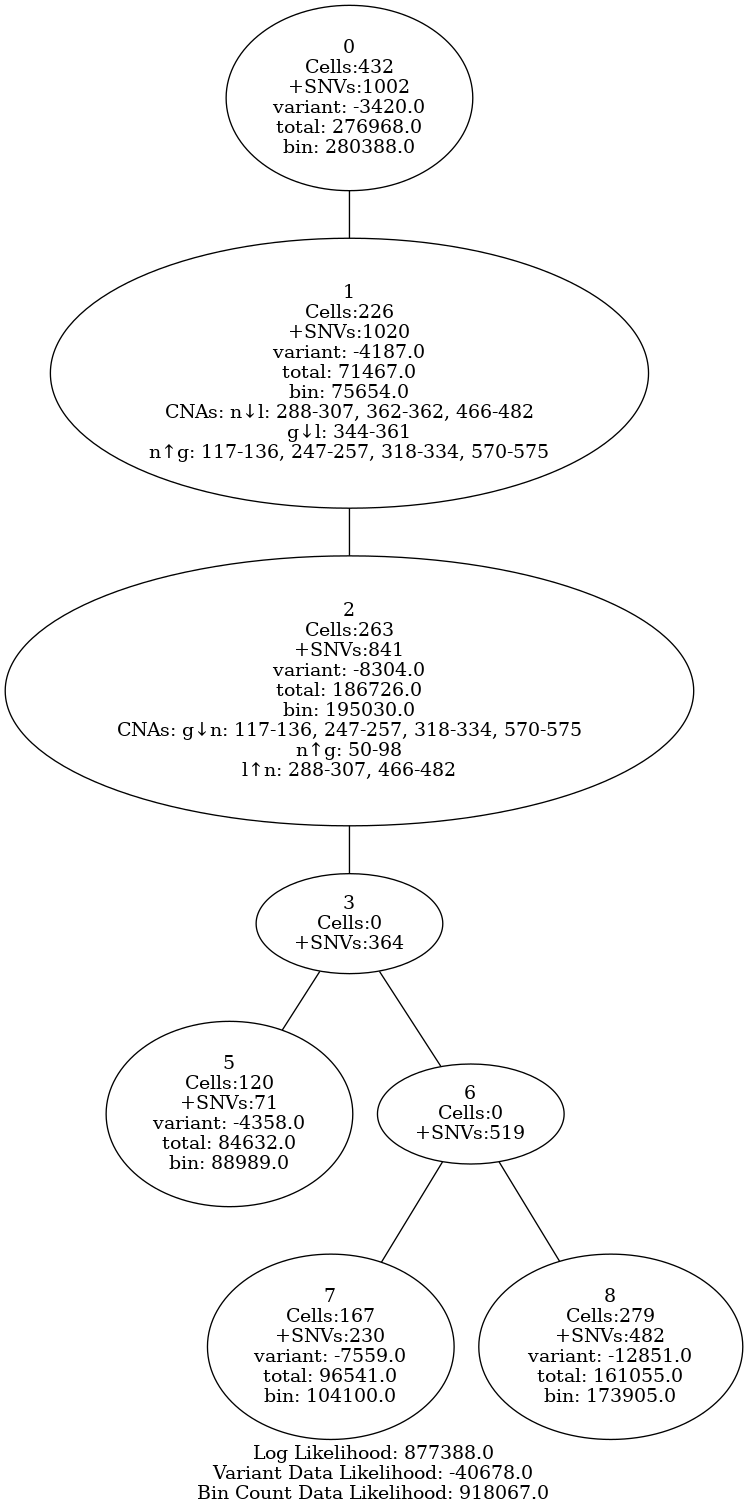 0
Cells:432
+SNVs:1002
variant: -3420.0
total: 276968.0
bin: 280388.0
1
Cells:226
+SNVs:1020
variant: -4187.0
total: 71467.0
bin: 75654.0
CNAs: n↓l: 288-307, 362-362, 466-482
g↓l: 344-361
n↑g: 117-136, 247-257, 318-334, 570-575
2
Cells:263
+SNVs:841
variant: -8304.0
total: 186726.0
bin: 195030.0
CNAs: g↓n: 117-136, 247-257, 318-334, 570-575
n↑g: 50-98
l↑n: 288-307, 466-482
3
Cells:0
+SNVs:364
5
Cells:120
+SNVs:71
variant: -4358.0
total: 84632.0
bin: 88989.0
6
Cells:0
+SNVs:519
7
Cells:167
+SNVs:230
variant: -7559.0
total: 96541.0
bin: 104100.0
8
Cells:279
+SNVs:482
variant: -12851.0
total: 161055.0
bin: 173905.0
Log Likelihood: 877388.0
Variant Data Likelihood: -40678.0
Bin Count Data Likelihood: 918067.0